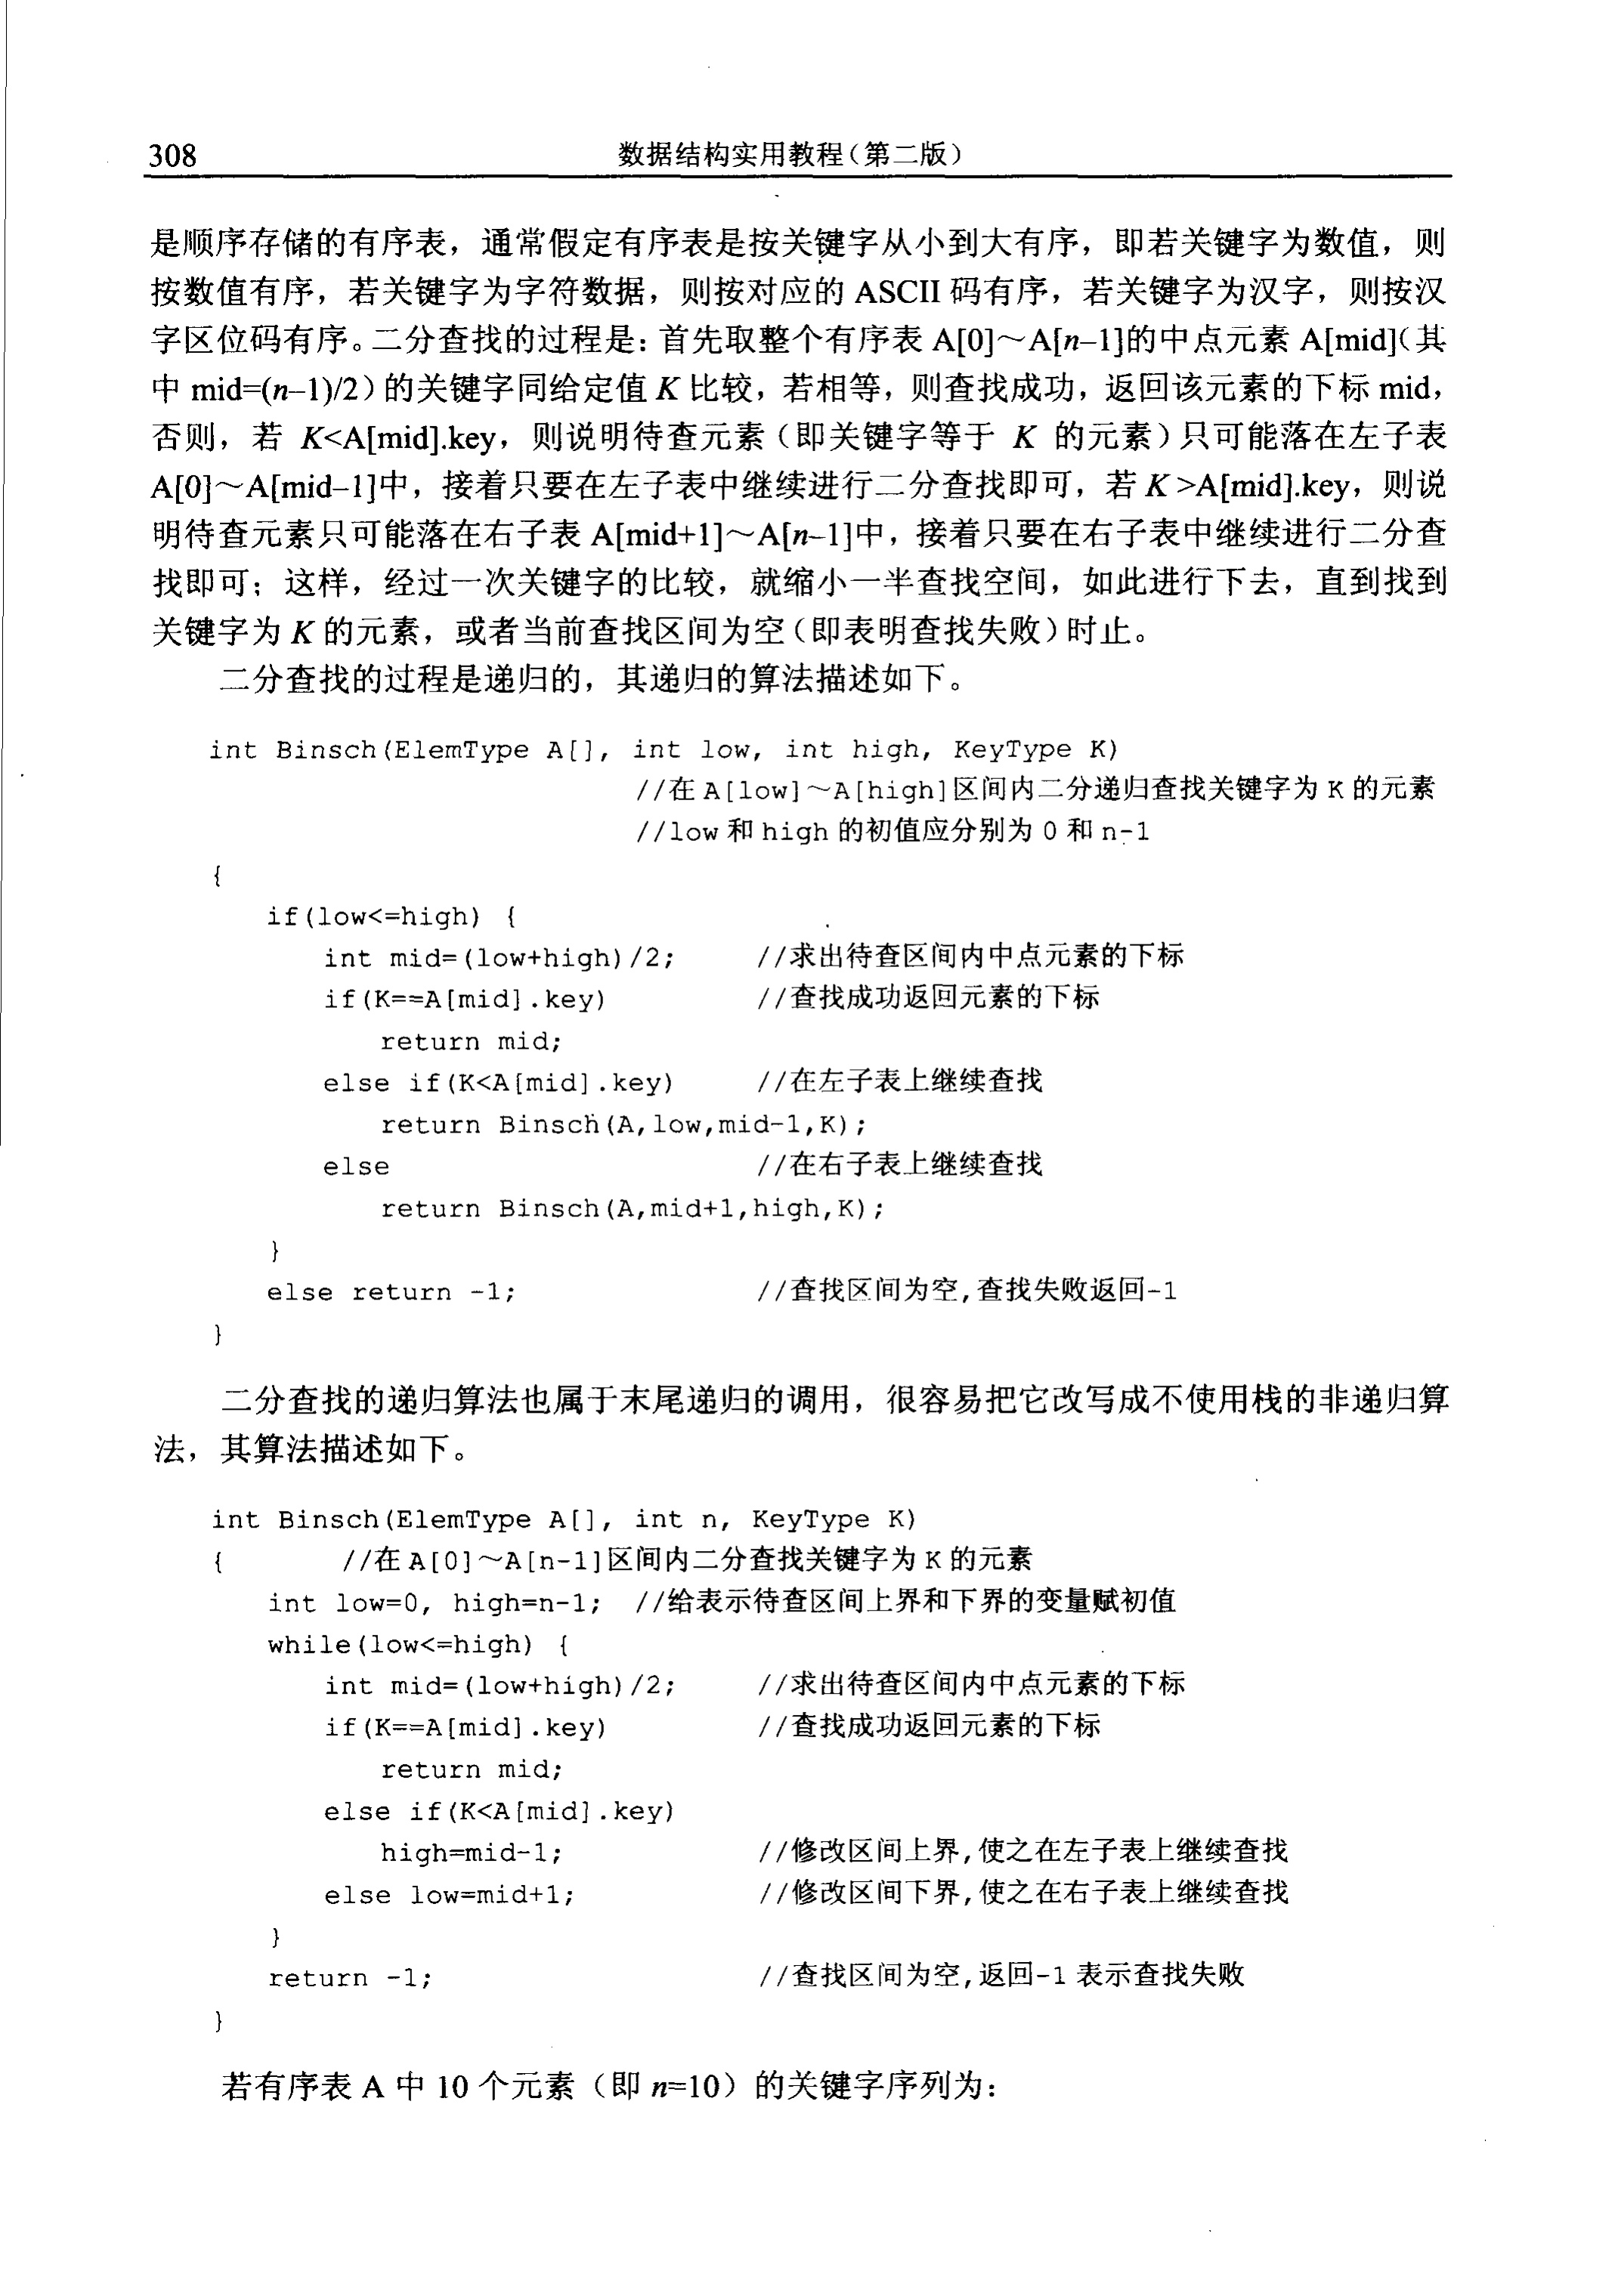 308 数据结构实用教程(第二版)
是顺序存储的有序表，通常假定有序表是按关键字从小到大有序，即若关键字为数值，则
按数值有序，若关键字为字符数据，则按对应的 ASCII 码有序，若关键字为汉字，则按汉
字区位码有序。二分查找的过程是：首先取整个有序表 A[0]～A[n–1]的中点元素 A[mid]（其
中 mid=(n–1)/2）的关键字同给定值 K 比较，若相等，则查找成功，返回该元素的下标 mid，
否则，若 K<A[mid].key，则说明待查元素（即关键字等于 K 的元素）只可能落在左子表
A[0]～A[mid–1]中，接着只要在左子表中继续进行二分查找即可，若 K >A[mid].key，则说
明待查元素只可能落在右子表 A[mid+1]～A[n–1]中，接着只要在右子表中继续进行二分查
找即可；这样，经过一次关键字的比较，就缩小一半查找空间，如此进行下去，直到找到
关键字为 K 的元素，或者当前查找区间为空（即表明查找失败）时止。
二分查找的过程是递归的，其递归的算法描述如下。
int Binsch(ElemType A[], int low, int high, KeyType K)
//在 A[low]～A[high]区间内二分递归查找关键字为 K 的元素
//low 和 high 的初值应分别为 0 和 n-1
{
if(low<=high) {
int mid=(low+high)/2; //求出待查区间内中点元素的下标
if(K==A[mid].key) //查找成功返回元素的下标
return mid;
else if(K<A[mid].key) //在左子表上继续查找
return Binsch(A,low,mid-1,K);
else //在右子表上继续查找
return Binsch(A,mid+1,high,K);
}
else return -1; //查找区间为空,查找失败返回-1
}
二分查找的递归算法也属于末尾递归的调用，很容易把它改写成不使用栈的非递归算
法，其算法描述如下。
int Binsch(ElemType A[], int n, KeyType K)
{ //在 A[0]～A[n-1]区间内二分查找关键字为 K 的元素
int low=0, high=n-1; //给表示待查区间上界和下界的变量赋初值
while(low<=high) {
int mid=(low+high)/2; //求出待查区间内中点元素的下标
if(K==A[mid].key) //查找成功返回元素的下标
return mid;
else if(K<A[mid].key)
high=mid-1; //修改区间上界,使之在左子表上继续查找
else low=mid+1; //修改区间下界,使之在右子表上继续查找
}
return -1; //查找区间为空,返回-1 表示查找失败
}
若有序表 A 中 10 个元素（即 n=10）的关键字序列为：